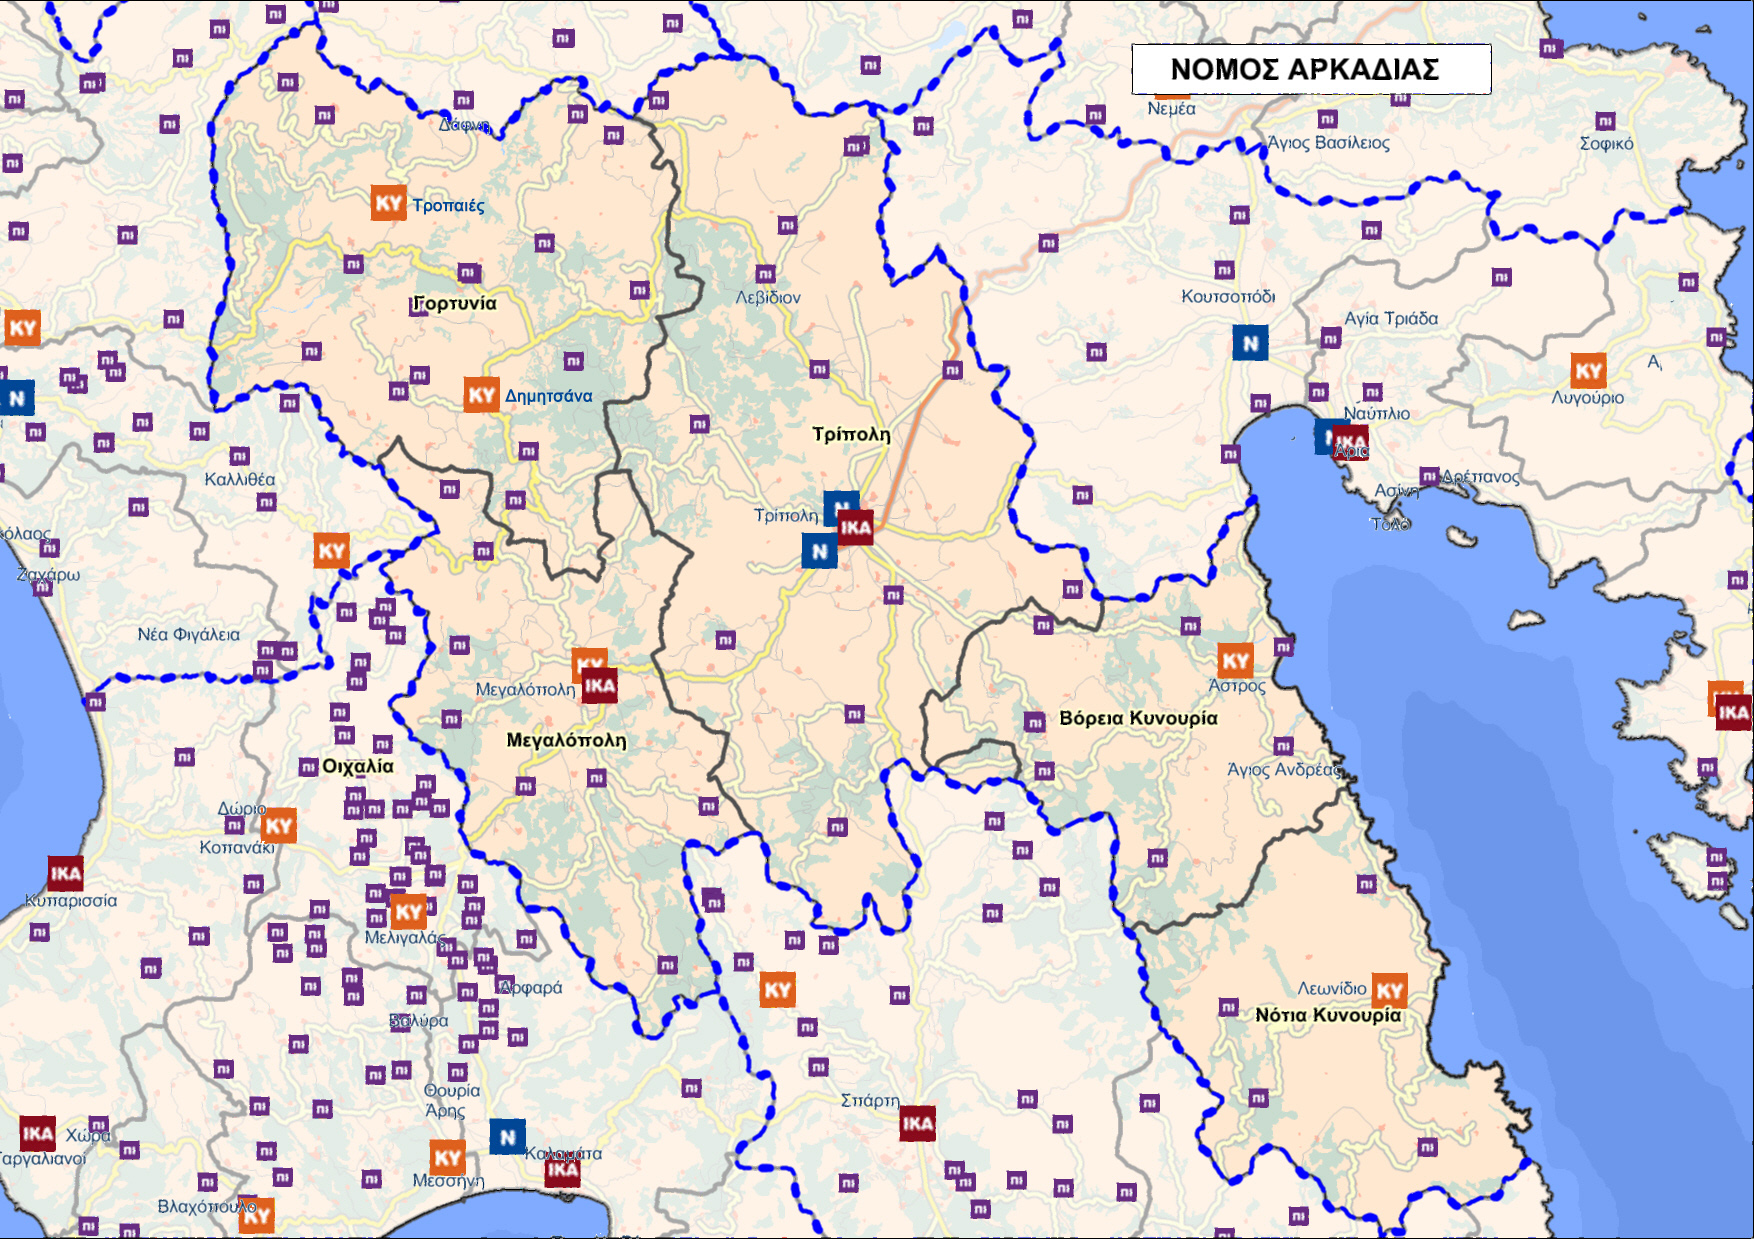 ΝΟΜΟΣ ΑΡΚΑΔΙΑΣ
Νεμέα
Δάφνη
Άγιος Βασίλειος
Σοφικό
ΚΥ Τροπαιές
Λεβίδιον
Κουτσοπόδι
Γορτυνία
Αγία Τριάδα
ΚΥ
Ν
ΚΥ
Λυγούριο
Ν
ΚΥ Δημητσάνα
Ναύπλιο
Τρίπολη
ΙΚΑ
Άρια
Καλλιθέα
Δρέπανος
Ασίνη
Τολό
Τρίπολη
Ν
ΙΚΑ
Ν
ΚΥ
Ζαχάρω
Νέα Φιγάλεια
ΚΥ
Άστρος
Μεγαλόπολη
ΚΥ
ΙΚΑ
ΙΚΑ
Βόρεια Κυνουρία
Μεγαλόπολη
Οιχαλία
Άγιος Ανδρέας
Δώριο
ΚΥ
Κοπανάκι
ΙΚΑ
Κυπαρισσία
ΚΥ
Μελιγαλάς
Αρφαρά
ΚΥ
Λεωνίδιο
ΚΥ
Νότια Κυνουρία
Βαλύρα
Θουρία
Άρης
Σπάρτη
ΙΚΑ
ΙΚΑ
Χώρα
Γαργαλιανοί
Ν
Καλαμάτα
ΙΚΑ
ΚΥ
Μεσσήνη
Βλαχόπουλο
ΚΥ